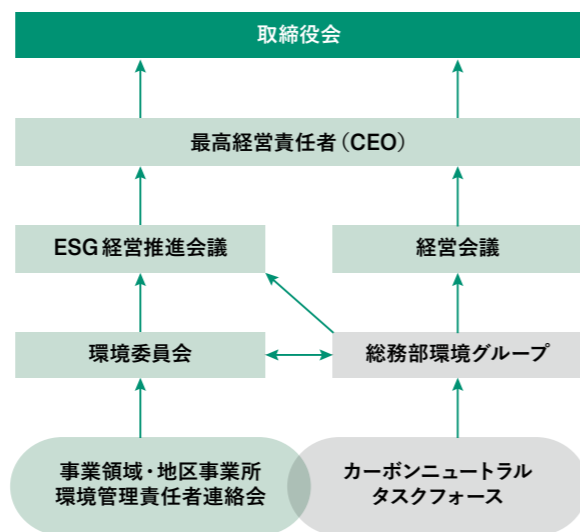 取締役会
最高経営責任者（CEO）
ESG経営推進会議
経営会議
環境委員会
総務部環境グループ
事業領域・地区事業所
環境管理責任者連絡会
カーボンニュートラル
タスクフォース